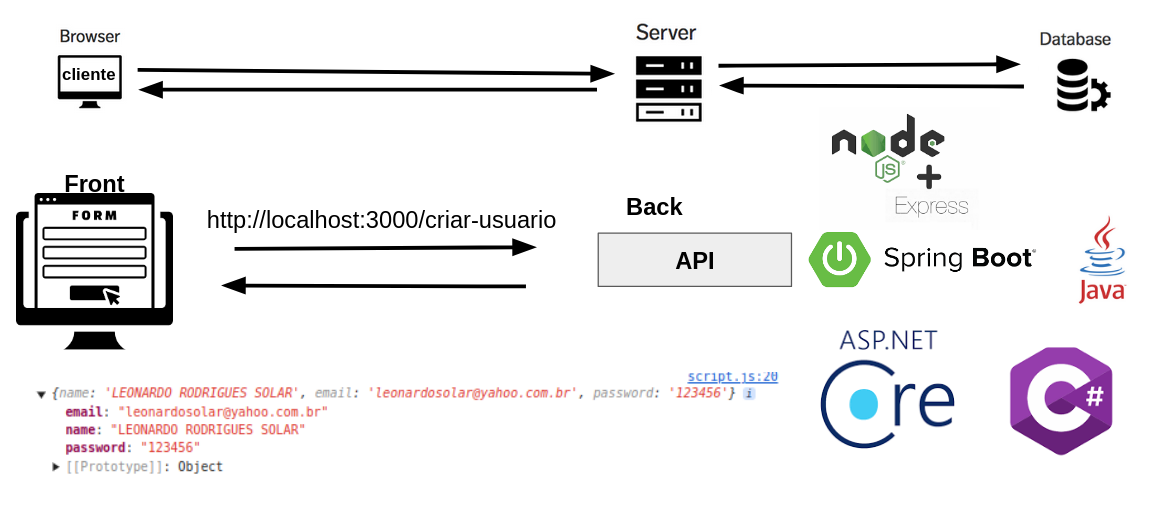 Browser
cliente
Server
Database
node
JS
+
Express
Front
FORM
http://localhost:3000/criar-usuario
Back
API
Spring Boot
Java
ASP.NET
Core
C#
script.js:20
{name: 'LEONARDO RODRIGUES SOLAR', email: 'leonardosolar@yahoo.com.br', password: '123456'} i
email: "leonardosolar@yahoo.com.br"
name: "LEONARDO RODRIGUES SOLAR"
password: "123456"
[[Prototype]]: Object